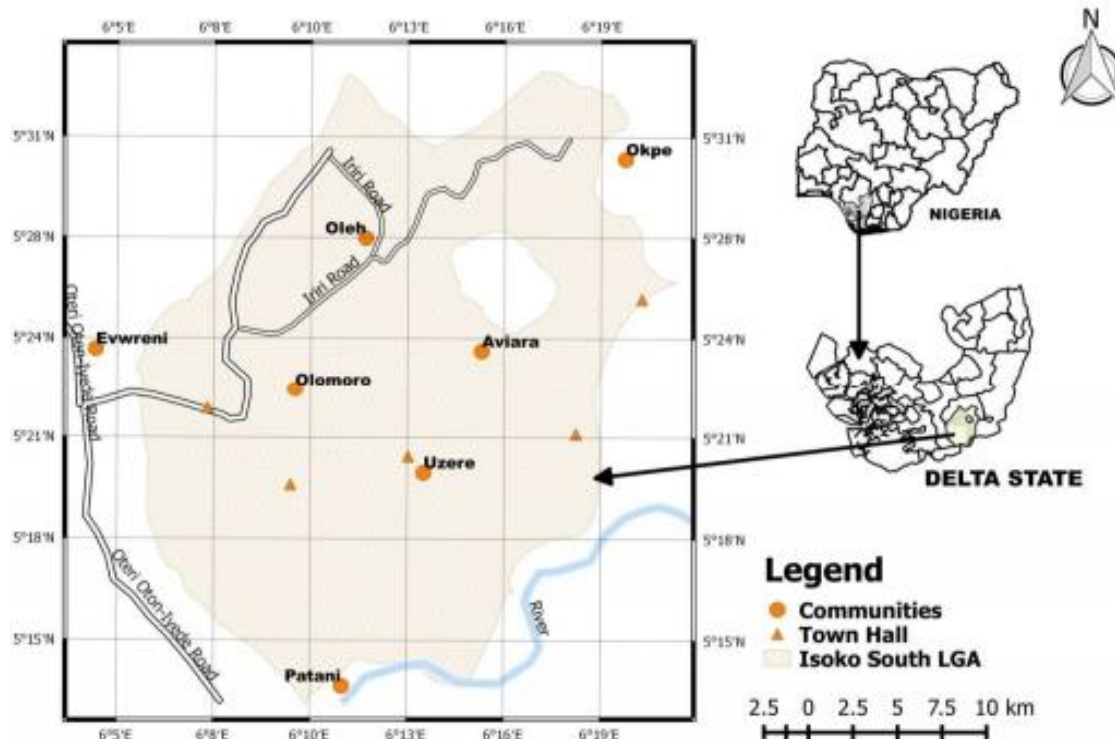 6°5'E 6°8'E 6°10'E 6°13'E 6°16'E 6°19'E
N
5°31'N
5°31'N
Okpe
Iriri Road
NIGERIA
Oleh
5°28'N
5°28'N
Iriri Road
Oteri Oton-Iyede Road
Evwreni
5°24'N
5°24'N
Aviara
Olomoro
5°21'N
5°21'N
Uzere
DELTA STATE
5°18'N
5°18'N
Oteri Oton-Iyede Road
River
5°15'N
5°15'N
Patani
Legend
Communities
Town Hall
Isoko South LGA
2.5 0 2.5 5 7.5 10 km
6°5'E 6°8'E 6°10'E 6°13'E 6°16'E 6°19'E